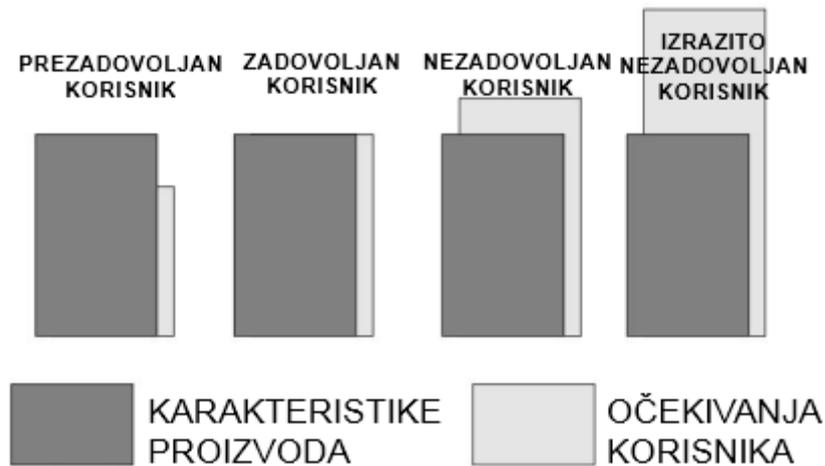 PREZADOVOLJAN
KORISNIK
ZADOVOLJAN
KORISNIK
NEZADOVOLJAN
KORISNIK
IZRAZITO
NEZADOVOLJAN
KORISNIK
KARAKTERISTIKE
PROIZVODA
OČEKIVANJA
KORISNIKA